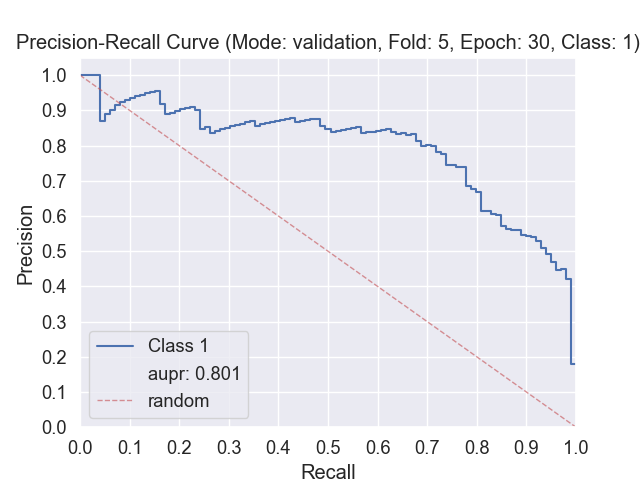 Precision-Recall Curve (Mode: validation, Fold: 5, Epoch: 30, Class: 1)
1.0
0.9
0.8
0.7
0.6
0.5
0.4
0.3
0.2
0.1
0.0
Precision
Class 1
aupr: 0.801
random
0.0 0.1 0.2 0.3 0.4 0.5 0.6 0.7 0.8 0.9 1.0
Recall